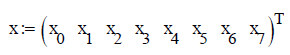 x:= (x₀ x₁ x₂ x₃ x₄ x₅ x₆ x₇)ᵀ